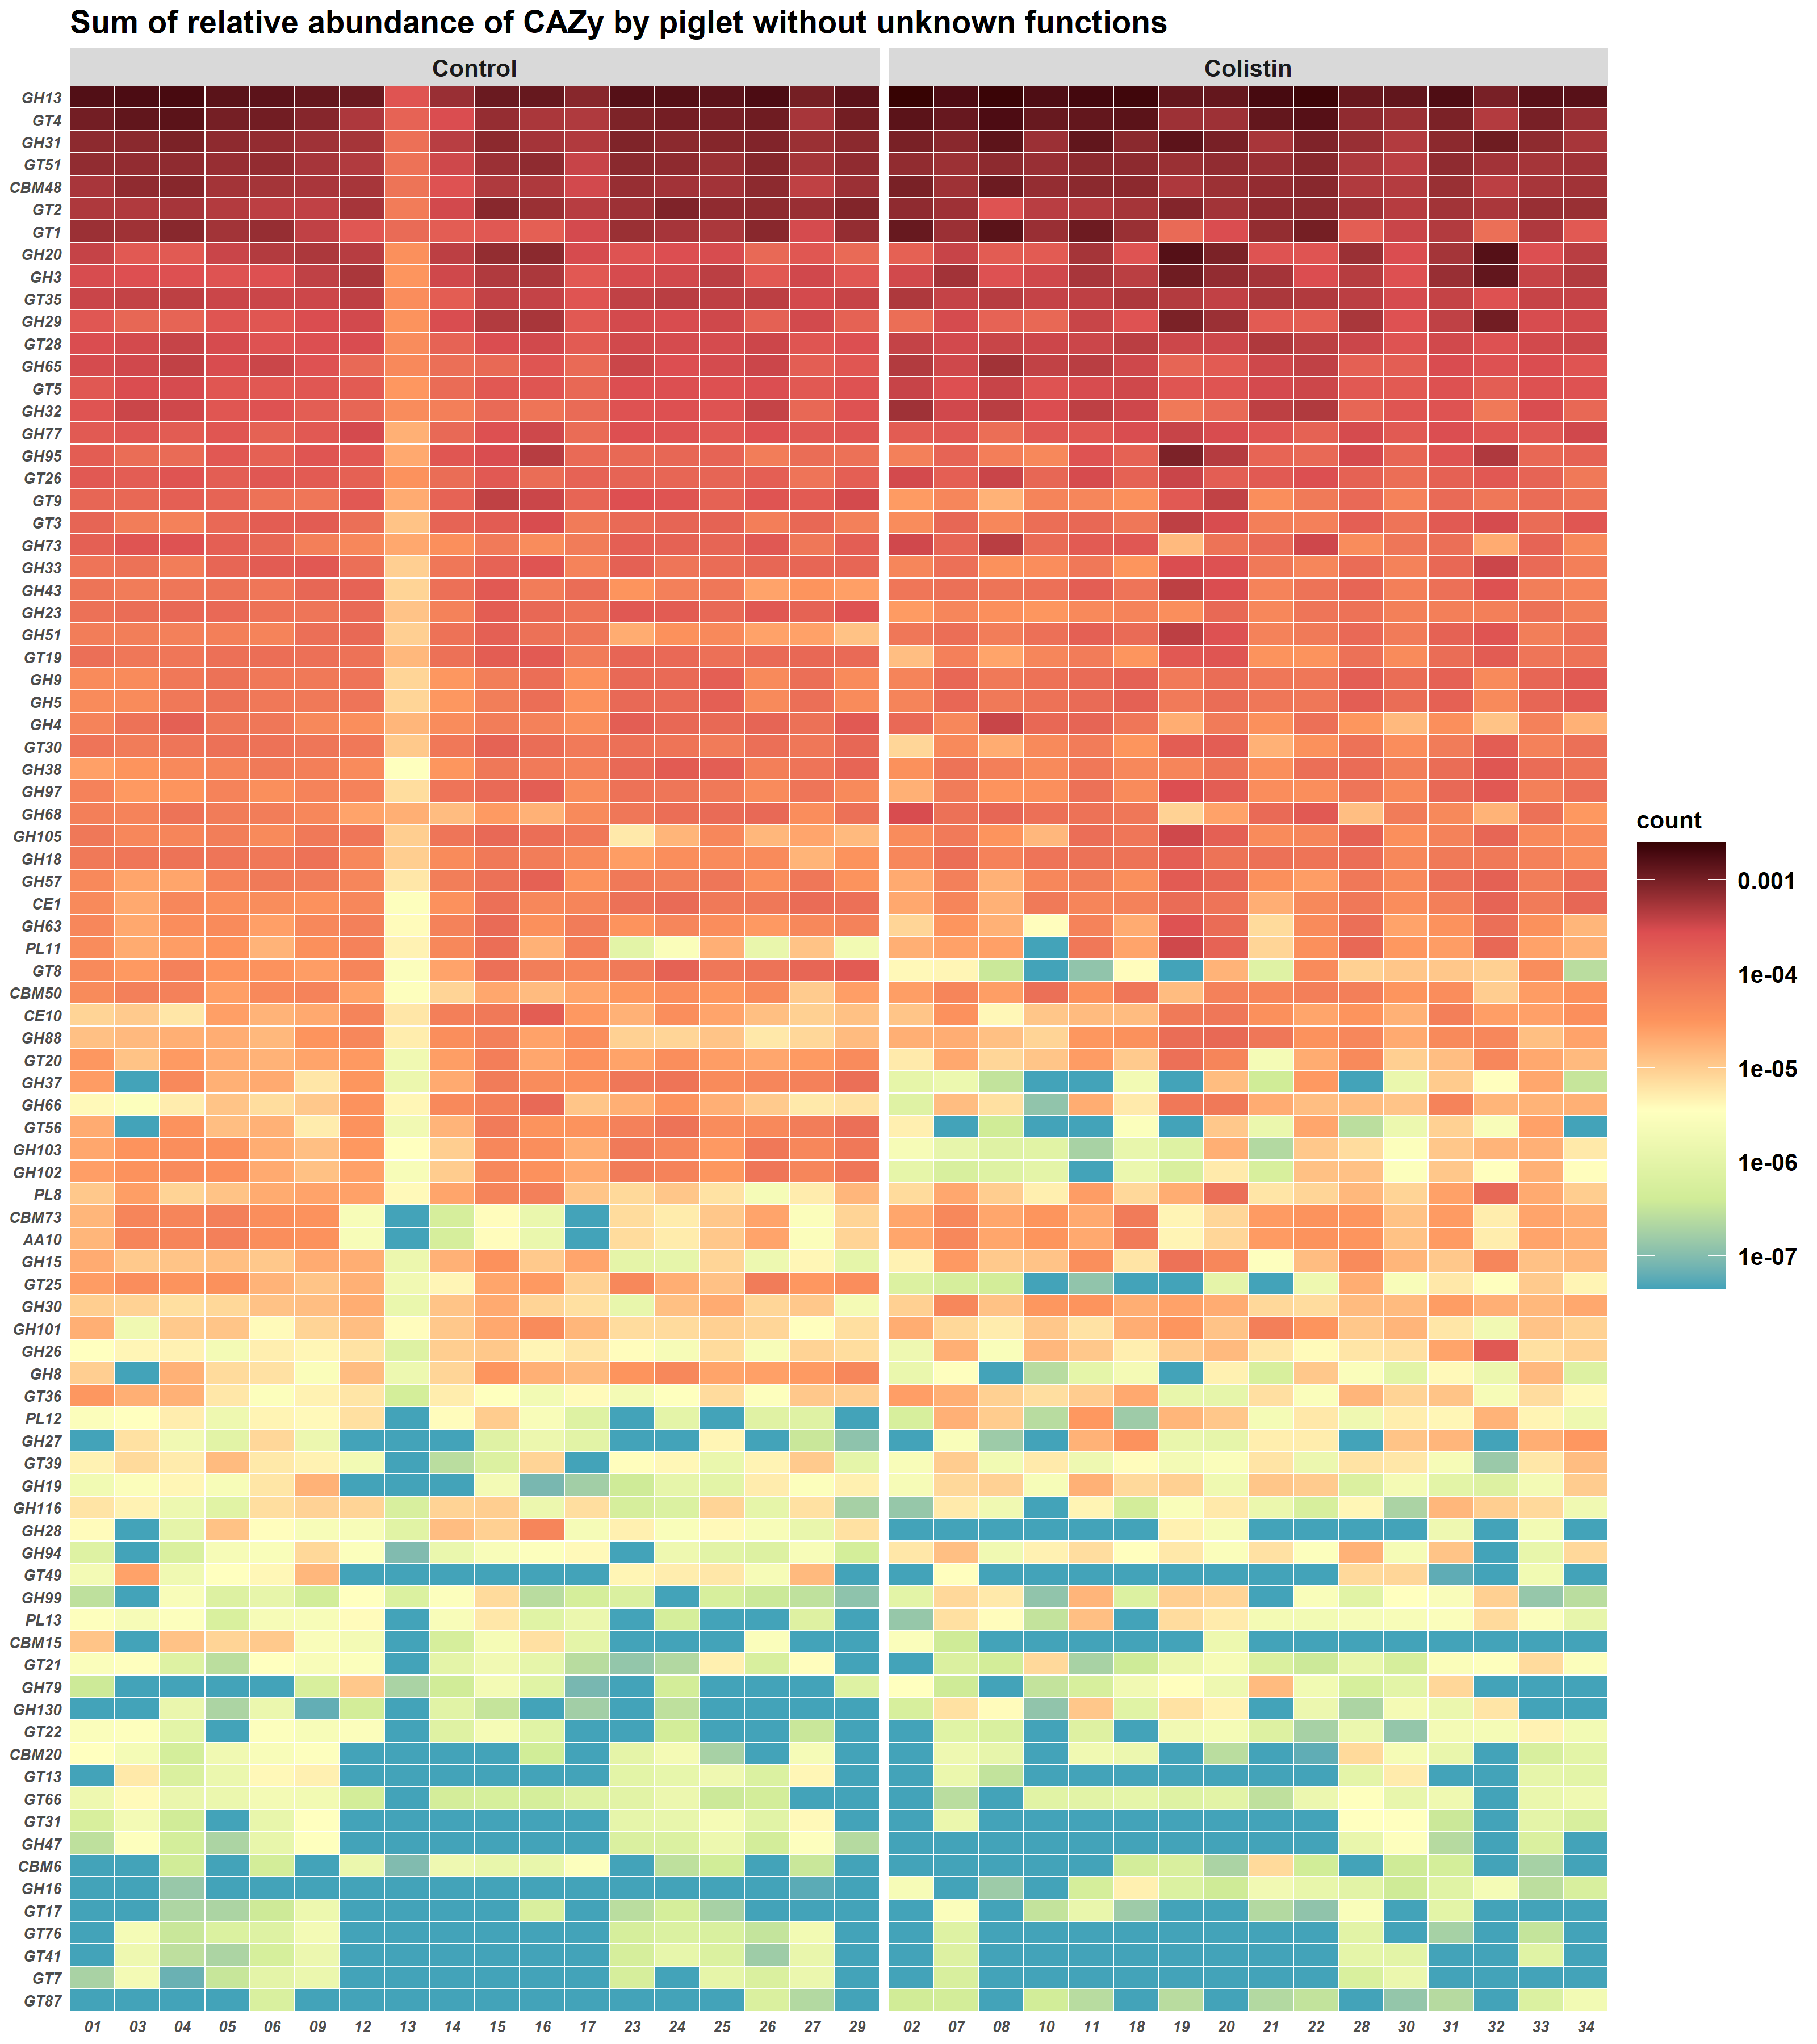 Sum of relative abundance of CAZy by piglet without unknown functions
Control Colistin
GH13
GT4
GH31
GT51
CBM48
GT2
GT1
GH20
GH3
GT35
GH29
GT28
GH65
GT5
GH32
GH77
GH95
GT26
GT9
GT3
GH73
GH33
GH43
GH23
GH51
GT19
GH9
GH5
GH4
GT30
GH38
GH97
GH68
GH105
GH18
GH57
CE1
GH63
PL11
GT8
CBM50
CE10
GH88
GT20
GH37
GH66
GT56
GH103
GH102
PL8
CBM73
AA10
GH15
GT25
GH30
GH101
GH26
GH8
GT36
PL12
GH27
GT39
GH19
GH116
GH28
GH94
GT49
GH99
PL13
CBM15
GT21
GH79
GH130
GT22
CBM20
GT13
GT66
GT31
GH47
CBM6
GH16
GT17
GT76
GT41
GT7
GT87
01 03 04 05 06 09 12 13 14 15 16 17 23 24 25 26 27 29 02 07 08 10 11 18 19 20 21 22 28 30 31 32 33 34
count
0.001
1e-04
1e-05
1e-06
1e-07